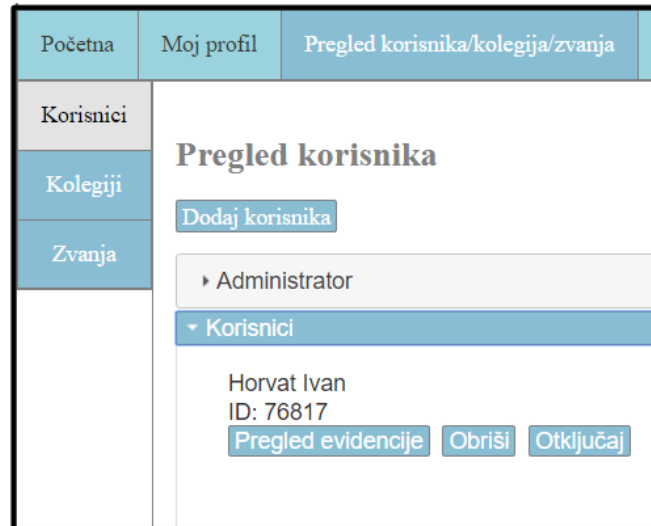 Početna Moj profil Pregled korisnika/kolegija/zvanja
Korisnici
Kolegiji
Zvanja
Pregled korisnika
Dodaj korisnika
Administrator
Korisnici
Horvat Ivan
ID: 76817
Pregled evidencije Obriši Otključaj